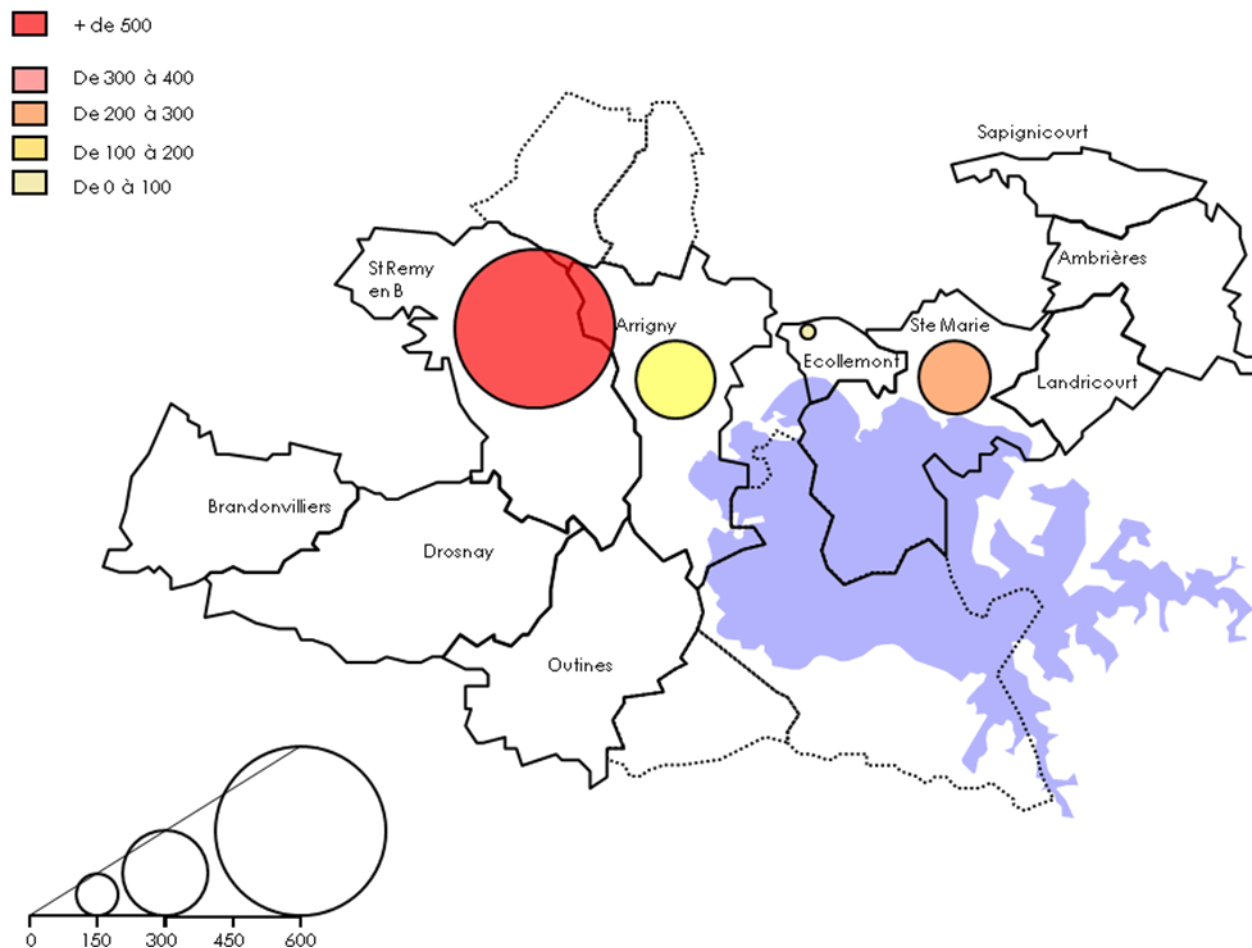 + de 500
De 300 à 400
De 200 à 300
De 100 à 200
De 0 à 100
Sapignicourt
Ambrières
St Remy
en B
Arrigny
Ste Marie
Ecollemont
Landricourt
Brandonvilliers
Drosnay
Outines
0 150 300 450 600